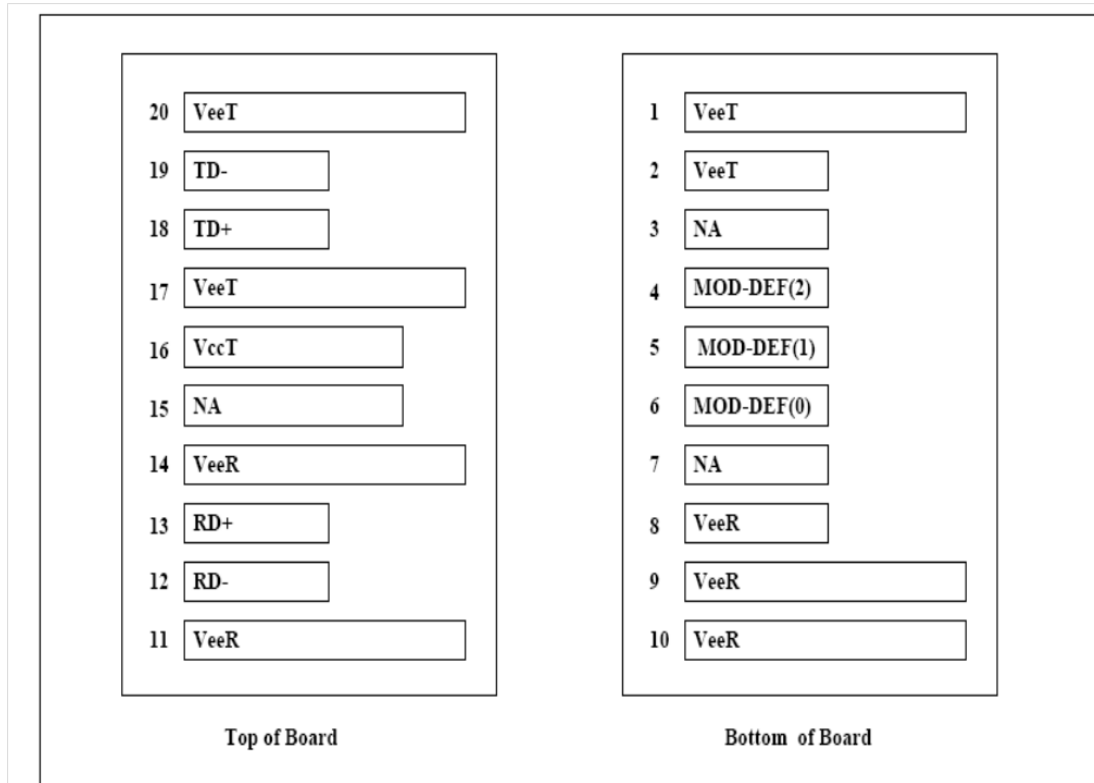 20 VeeT
19 TD-
18 TD+
17 VeeT
16 VccT
15 NA
14 VeeR
13 RD+
12 RD-
11 VeeR
Top of Board
1 VeeT
2 VeeT
3 NA
4 MOD-DEF(2)
5 MOD-DEF(1)
6 MOD-DEF(0)
7 NA
8 VeeR
9 VeeR
10 VeeR
Bottom of Board